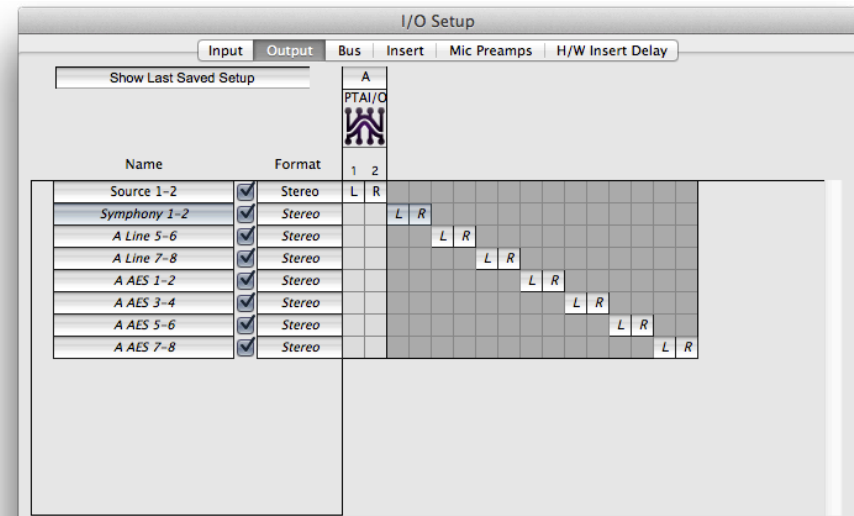 I/O Setup
Input Output Bus Insert Mic Preamps H/W Insert Delay
Show Last Saved Setup A
PTAI/O
Name Format 1 2
Source 1-2 Stereo L R
Symphony 1-2 Stereo L R
A Line 5-6 Stereo L R
A Line 7-8 Stereo L R
A AES 1-2 Stereo L R
A AES 3-4 Stereo L R
A AES 5-6 Stereo L R
A AES 7-8 Stereo L R